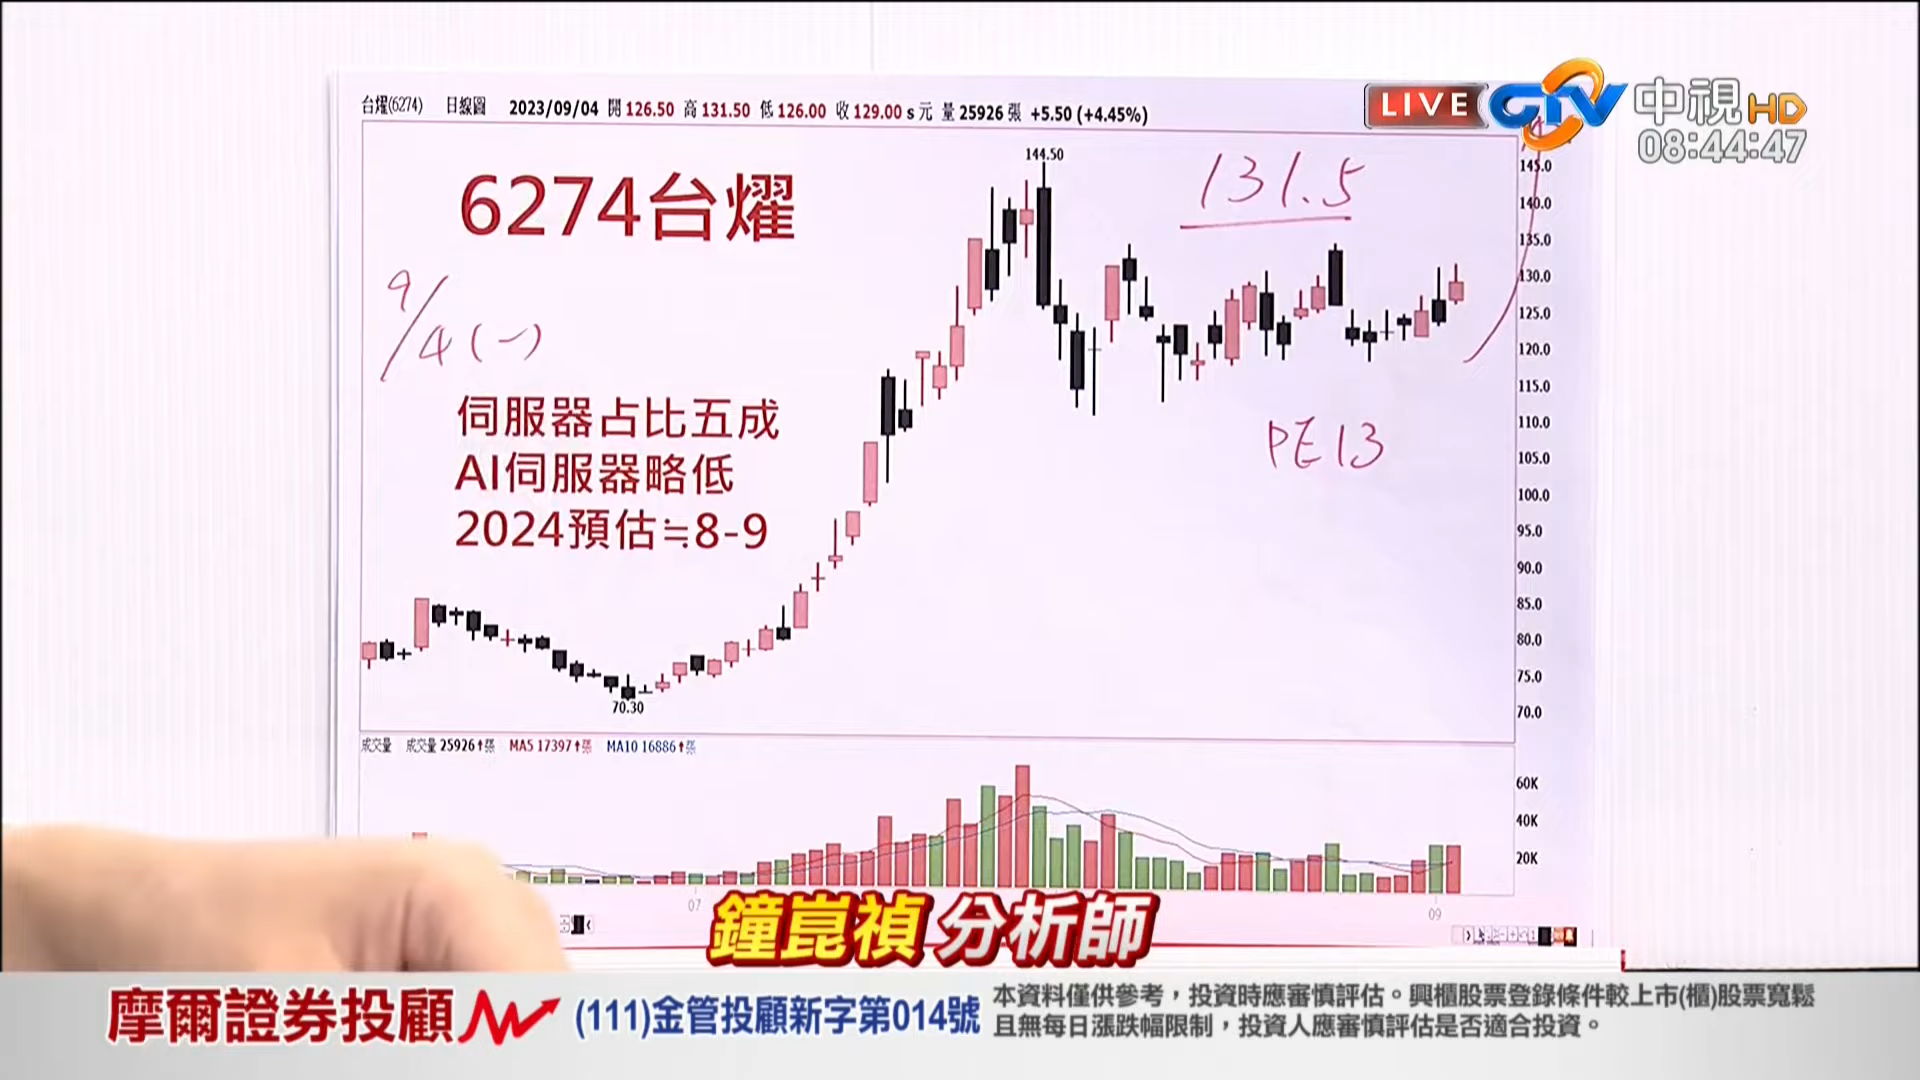 台燿(6274) 日線圖 2023/09/04 開 126.50 高 131.50 低 126.00 收 129.00 s 元 量 25926 張 +5.50 (+4.45%)
LIVE
GTV 中視 HD
08:44:47
6274台燿
144.50
131.5
9/4 (一)
伺服器占比五成
AI伺服器略低
2024預估≒8-9
PE 13
70.30
145.0
140.0
135.0
130.0
125.0
120.0
115.0
110.0
105.0
100.0
95.0
90.0
85.0
80.0
75.0
70.0
成交量 成交量 25926↑張 MA5 17397↑張 MA10 16886↑張
60K
40K
20K
07
09
鐘崑禎 分析師
摩爾證券投顧 (111)金管投顧新字第014號
本資料僅供參考，投資時應審慎評估。興櫃股票登錄條件較上市(櫃)股票寬鬆
且無每日漲跌幅限制，投資人應審慎評估是否適合投資。